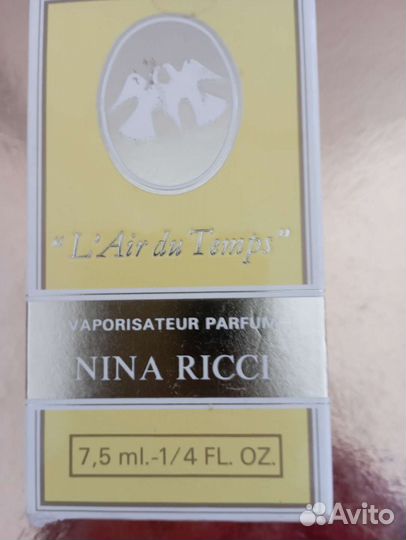 "L'Air du Temps"
VAPORISATEUR PARFUM
NINA RICCI
7,5 ml.-1/4 FL. OZ.
Avito